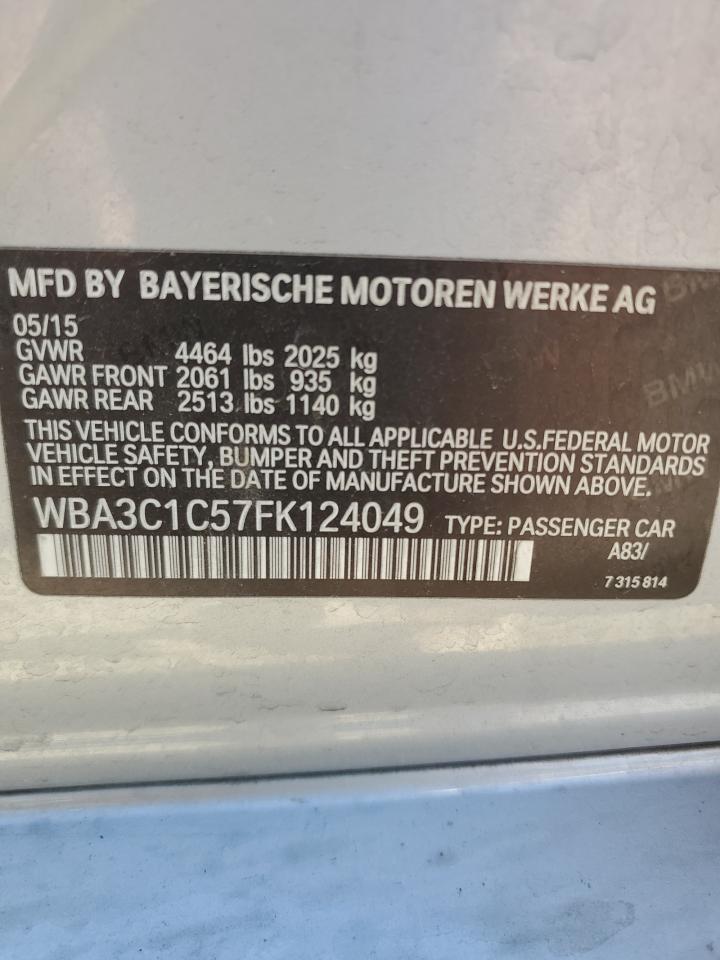 MFD BY BAYERISCHE MOTOREN WERKE AG
05/15
GVWR 4464 lbs 2025 kg
GAWR FRONT 2061 lbs 935 kg
GAWR REAR 2513 lbs 1140 kg
THIS VEHICLE CONFORMS TO ALL APPLICABLE U.S.FEDERAL MOTOR
VEHICLE SAFETY, BUMPER AND THEFT PREVENTION STANDARDS
IN EFFECT ON THE DATE OF MANUFACTURE SHOWN ABOVE.
WBA3C1C57FK124049 TYPE: PASSENGER CAR
A83/
7 315 814
BMW
BMW